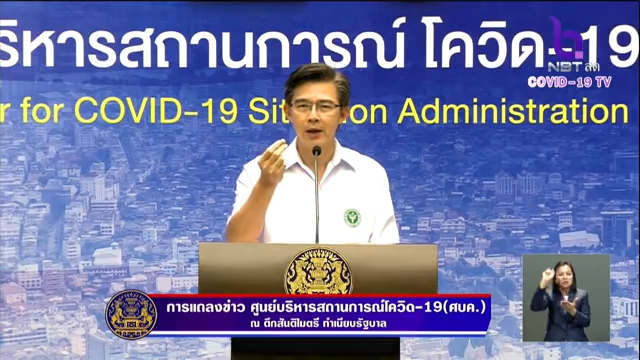 ริหารสถานการณ์ โควิด-19
NBT สด
COVID-19 TV
r for COVID-19 Sit on Administration
การแถลงข่าว ศูนย์บริหารสถานการณ์โควิด-19(ศบค.)
ณ ตึกสันติไมตรี ทำเนียบรัฐบาล